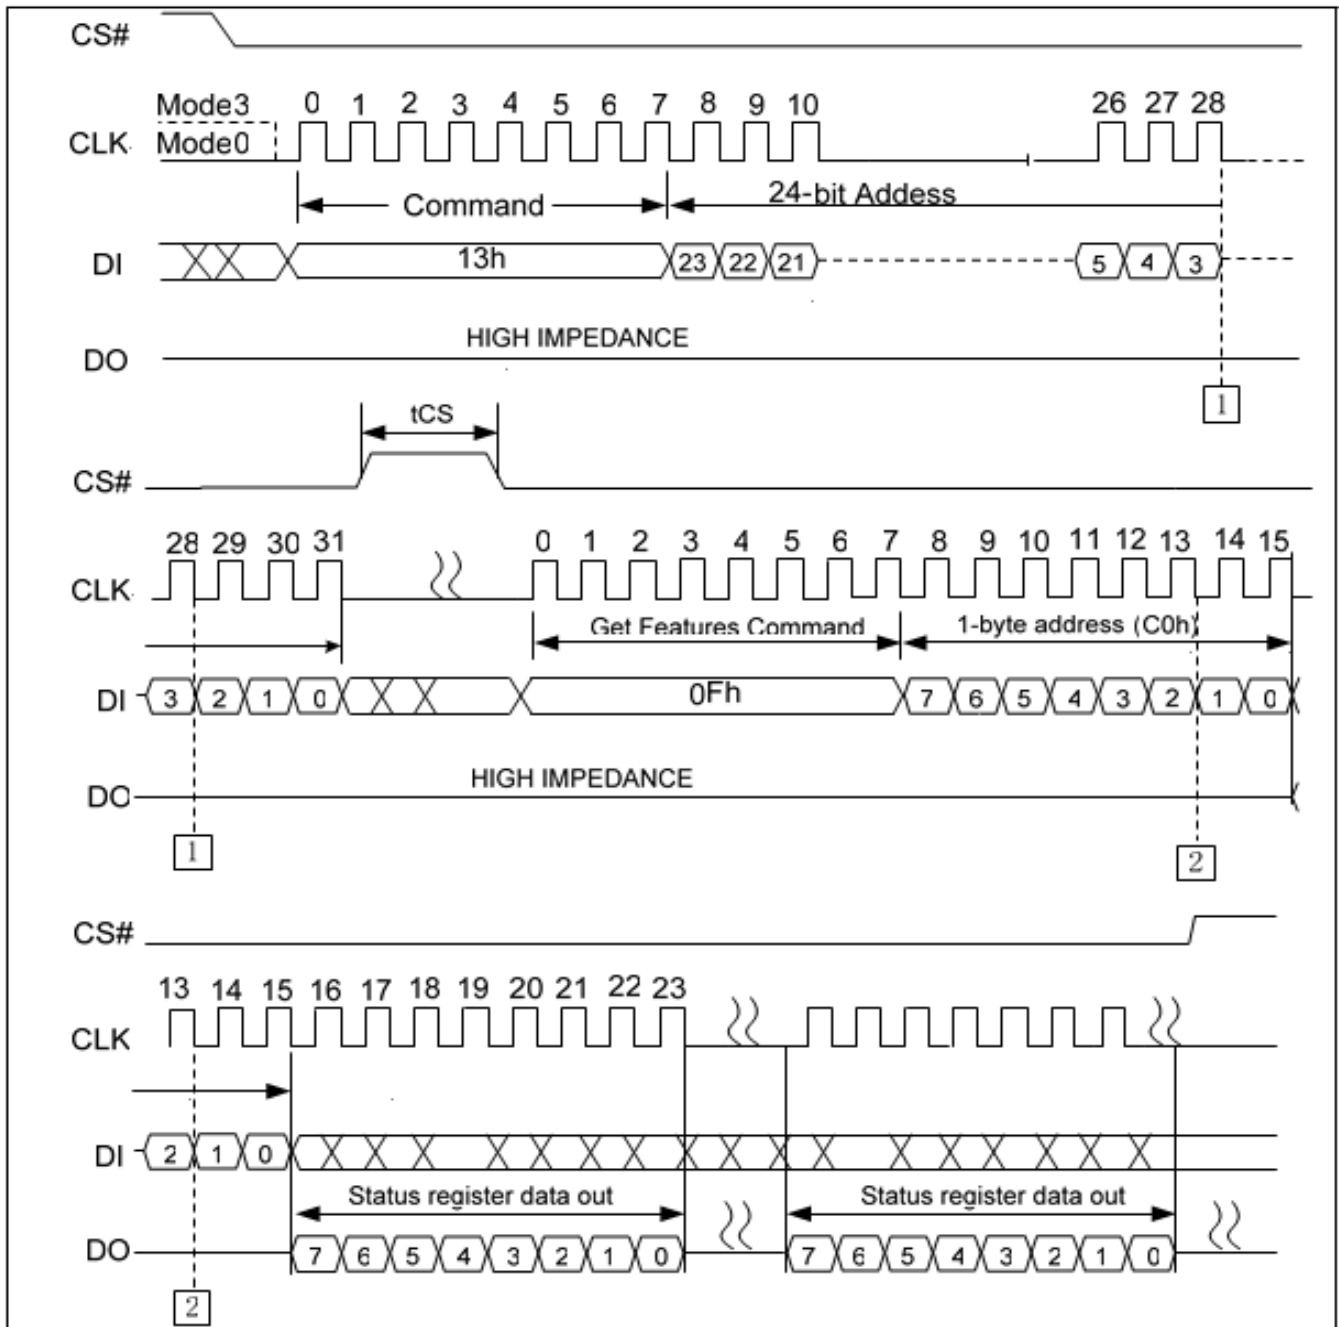 CS#
Mode3 0 1 2 3 4 5 6 7 8 9 10 26 27 28
CLK Mode0
Command 24-bit Addess
DI 13h 23 22 21 5 4 3
HIGH IMPEDANCE
DO
1
tCS
CS#
28 29 30 31 0 1 2 3 4 5 6 7 8 9 10 11 12 13 14 15
CLK
Get Features Command 1-byte address (C0h)
DI 3 2 1 0 0Fh 7 6 5 4 3 2 1 0
HIGH IMPEDANCE
DO
1 2
CS#
13 14 15 16 17 18 19 20 21 22 23
CLK
DI 2 1 0
Status register data out Status register data out
DO 7 6 5 4 3 2 1 0 7 6 5 4 3 2 1 0
2